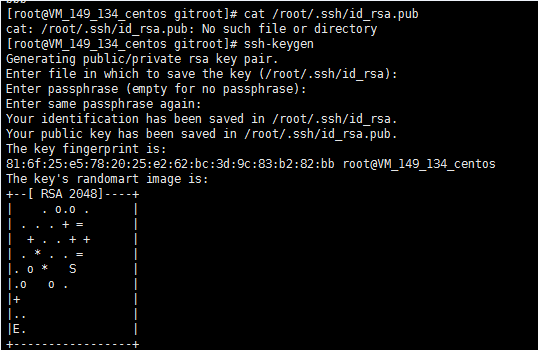 [root@VM_149_134_centos gitroot]# cat /root/.ssh/id_rsa.pub
cat: /root/.ssh/id_rsa.pub: No such file or directory
[root@VM_149_134_centos gitroot]# ssh-keygen
Generating public/private rsa key pair.
Enter file in which to save the key (/root/.ssh/id_rsa):
Enter passphrase (empty for no passphrase):
Enter same passphrase again:
Your identification has been saved in /root/.ssh/id_rsa.
Your public key has been saved in /root/.ssh/id_rsa.pub.
The key fingerprint is:
81:6f:25:e5:78:20:25:e2:62:bc:3d:9c:83:b2:82:bb root@VM_149_134_centos
The key's randomart image is:
+--[ RSA 2048]----+
|    . o.o .      |
| . . . + =       |
|  + . . + +      |
| . * . . =       |
|. o *   S        |
|.o   o .         |
|+                |
|..               |
|E.               |
+-----------------+